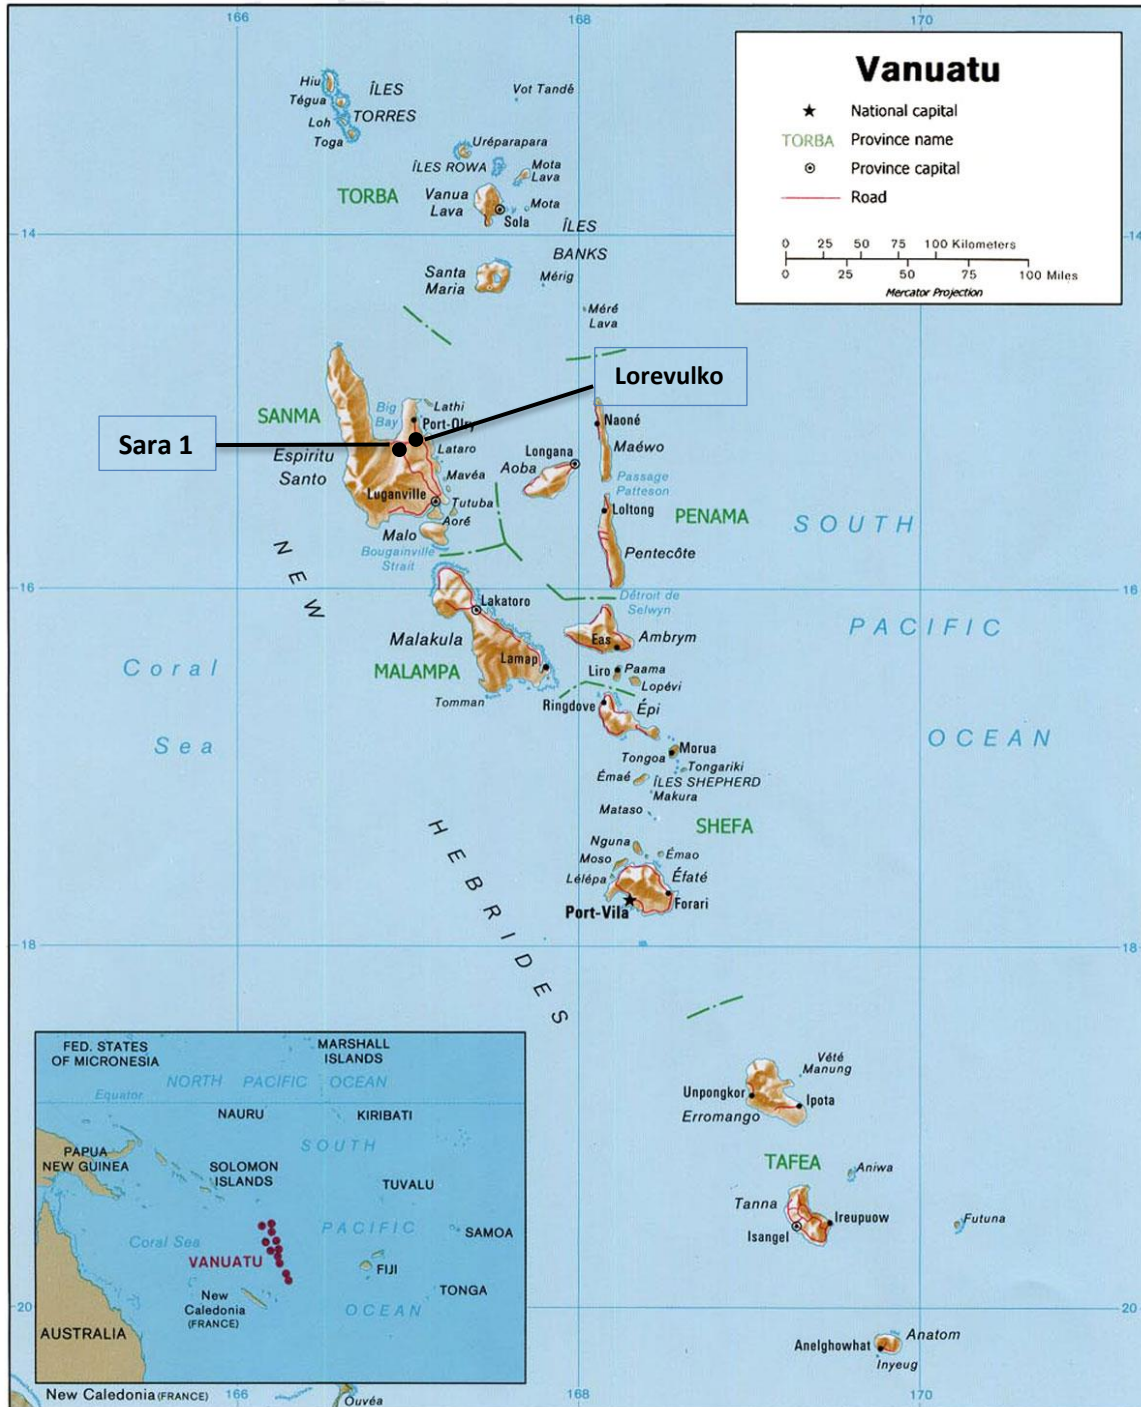 166
168
170
Vanuatu
National capital
TORBA
Province name
Province capital
Road
0 25 50 75 100 Kilometers
0 25 50 75 100 Miles
Mercator Projection
Hiu
Tégua
Loh
Toga
ÎLES
TORRES
Vot Tandé
Uréparapara
ÎLES ROWA
Mota
Lava
TORBA
Vanua
Lava
Sola
Mota
14
ÎLES
BANKS
Santa
Maria
Mérig
Méré
Lava
Lorevulko
Sara 1
SANMA
Big
Bay
Lathi
Port-Olry
Espiritu
Santo
Lataro
Mavéa
Luganville
Tutuba
Aoré
Malo
Bougainville
Strait
Naoné
Maéwo
Longana
Aoba
Passage
Patteson
Loltong
PENAMA
Pentecôte
SOUTH
PACIFIC
OCEAN
NEW
HEBRIDES
16
16
Détroit de
Selwyn
Lakatoro
Malakula
Lamap
MALAMPA
Tomman
Eas
Ambrym
Liro
Paama
Lopévi
Ringdove
Épi
Coral
Sea
Morua
Tongoa
Tongariki
Émaé
ÎLES SHEPHERD
Makura
Mataso
SHEFA
Nguna
Moso
Émao
Lélépa
Éfaté
Port-Vila
Forari
18
18
Vété
Manung
Unpongkor
Ipota
Erromango
TAFEA
Aniwa
Tanna
Ireupuow
Isangel
Futuna
20
20
Anelghowhat
Anatom
Inyeug
FED. STATES
OF MICRONESIA
MARSHALL
ISLANDS
NORTH PACIFIC OCEAN
Equator
NAURU
KIRIBATI
SOUTH
PAPUA
NEW GUINEA
SOLOMON
ISLANDS
TUVALU
PACIFIC
Coral Sea
SAMOA
VANUATU
FIJI
TONGA
New
Caledonia
(FRANCE)
OCEAN
AUSTRALIA
New Caledonia (FRANCE)
166
Ouvéa
168
170